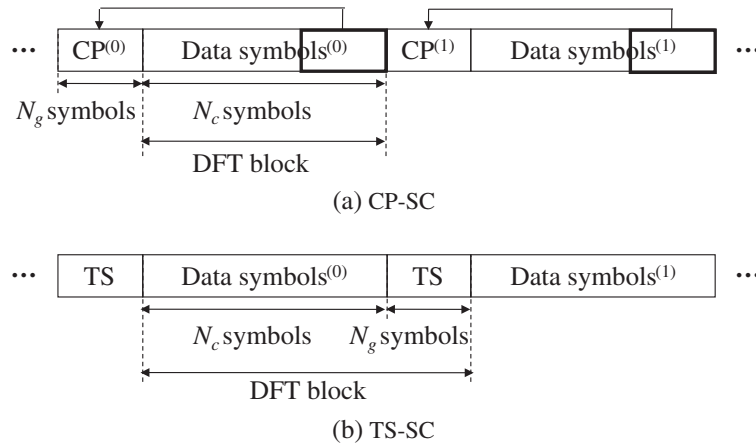 ... CP(0) Data symbols(0) CP(1) Data symbols(1) ...
Ng symbols Nc symbols
DFT block
(a) CP-SC
... TS Data symbols(0) TS Data symbols(1) ...
Nc symbols Ng symbols
DFT block
(b) TS-SC